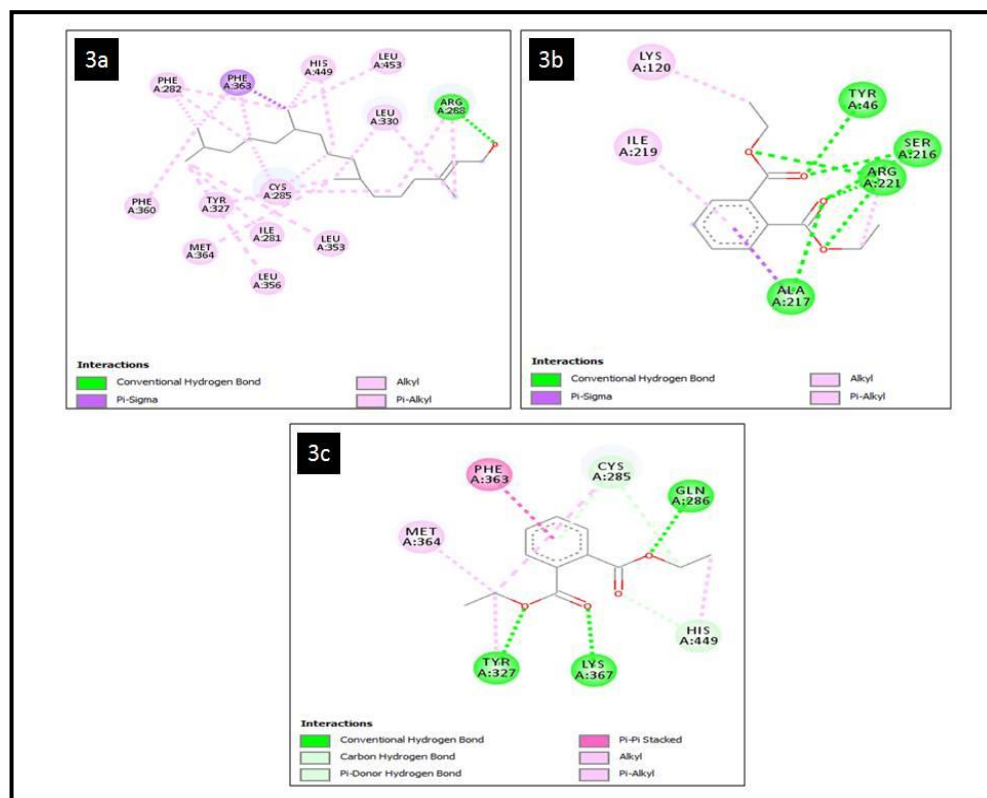 3a
PHE
A:282
PHE
A:363
HIS
A:449
LEU
A:453
LEU
A:330
ARG
A:288
PHE
A:360
TYR
A:327
CYS
A:285
MET
A:364
ILE
A:281
LEU
A:353
LEU
A:356
Interactions
Conventional Hydrogen Bond
Pi-Sigma
Alkyl
Pi-Alkyl
3b
LYS
A:120
TYR
A:46
ILE
A:219
SER
A:216
ARG
A:221
ALA
A:217
O
O
O
O
Interactions
Conventional Hydrogen Bond
Pi-Sigma
Alkyl
Pi-Alkyl
3c
PHE
A:363
CYS
A:285
GLN
A:286
MET
A:364
O
O
O
O
HIS
A:449
TYR
A:327
LYS
A:367
Interactions
Conventional Hydrogen Bond
Carbon Hydrogen Bond
Pi-Donor Hydrogen Bond
Pi-Pi Stacked
Alkyl
Pi-Alkyl